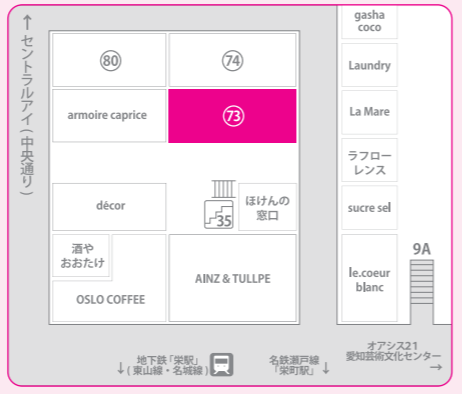 ↑
セントラルアイ(中央通り)
80
74
armoire caprice
73
décor
35
ほけんの
窓口
酒や
おおたけ
OSLO COFFEE
AINZ & TULLPE
gasha
coco
Laundry
La Mare
ラフロー
レンス
sucre sel
le.coeur
blanc
9A
地下鉄「栄駅」
↓(東山線・名城線)
名鉄瀬戸線
「栄町駅」↓
オアシス21
愛知芸術文化センター
→